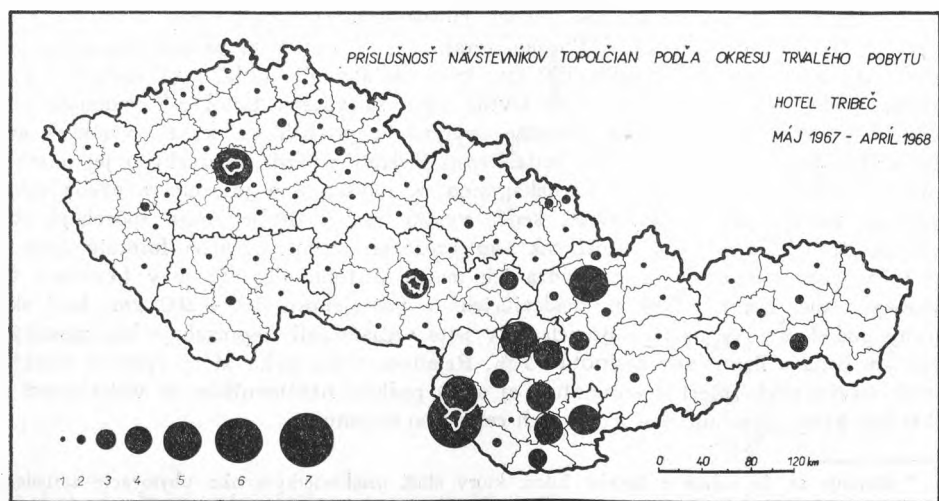 PRÍSLUŠNOSŤ NÁVŠTEVNÍKOV TOPOĽČIAN PODĽA OKRESU TRVALÉHO POBYTU
HOTEL TRIBEČ
MÁJ 1967 - APRÍL 1968
1 2 3 4 5 6 7
0 40 80 120 km